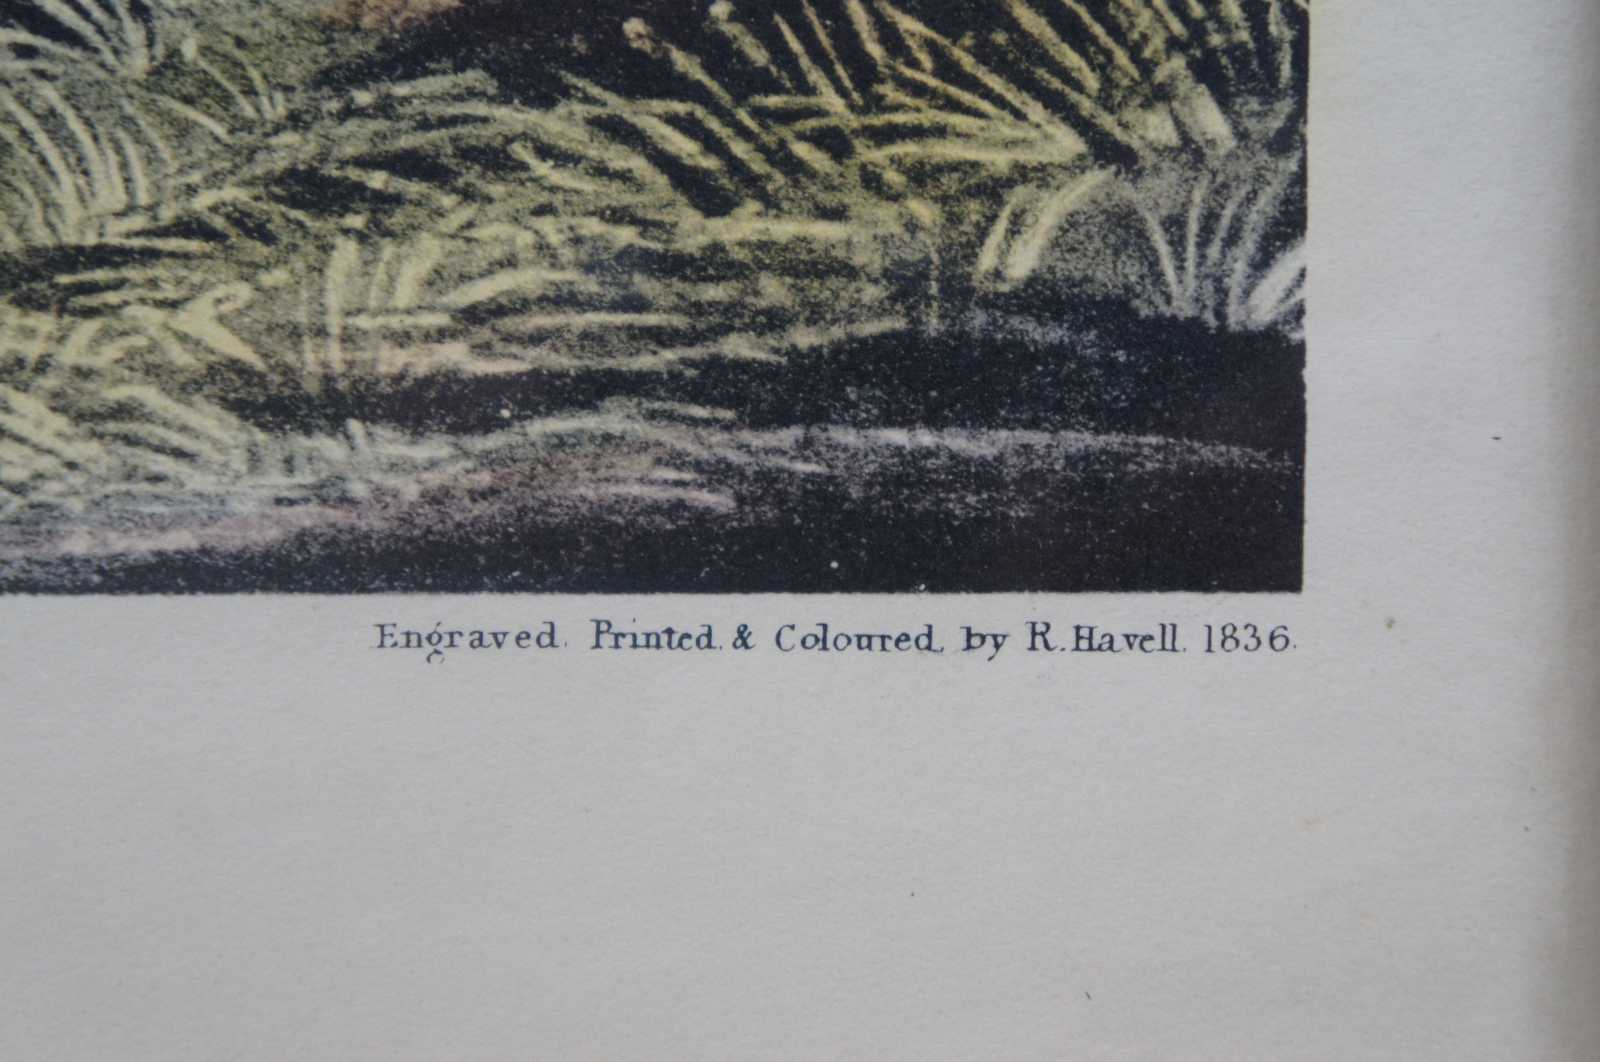 Engraved. Printed. & Coloured. by R. Havell. 1836.